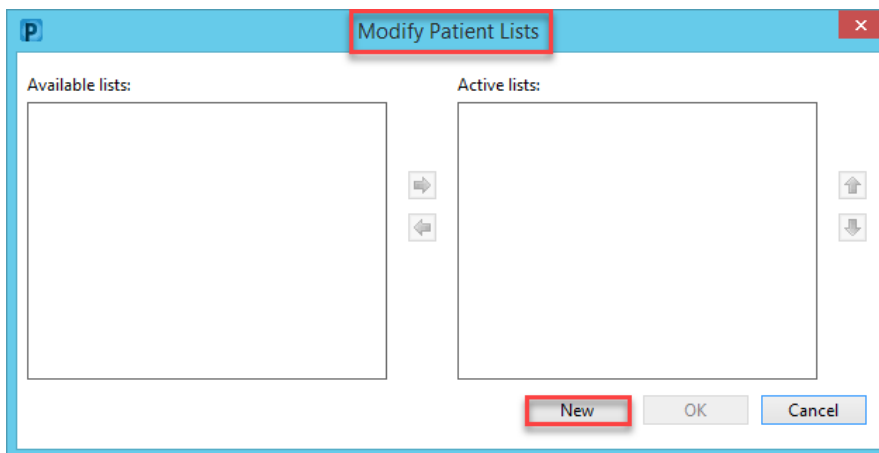 P
Modify Patient Lists
Available lists:
Active lists:
New
OK
Cancel